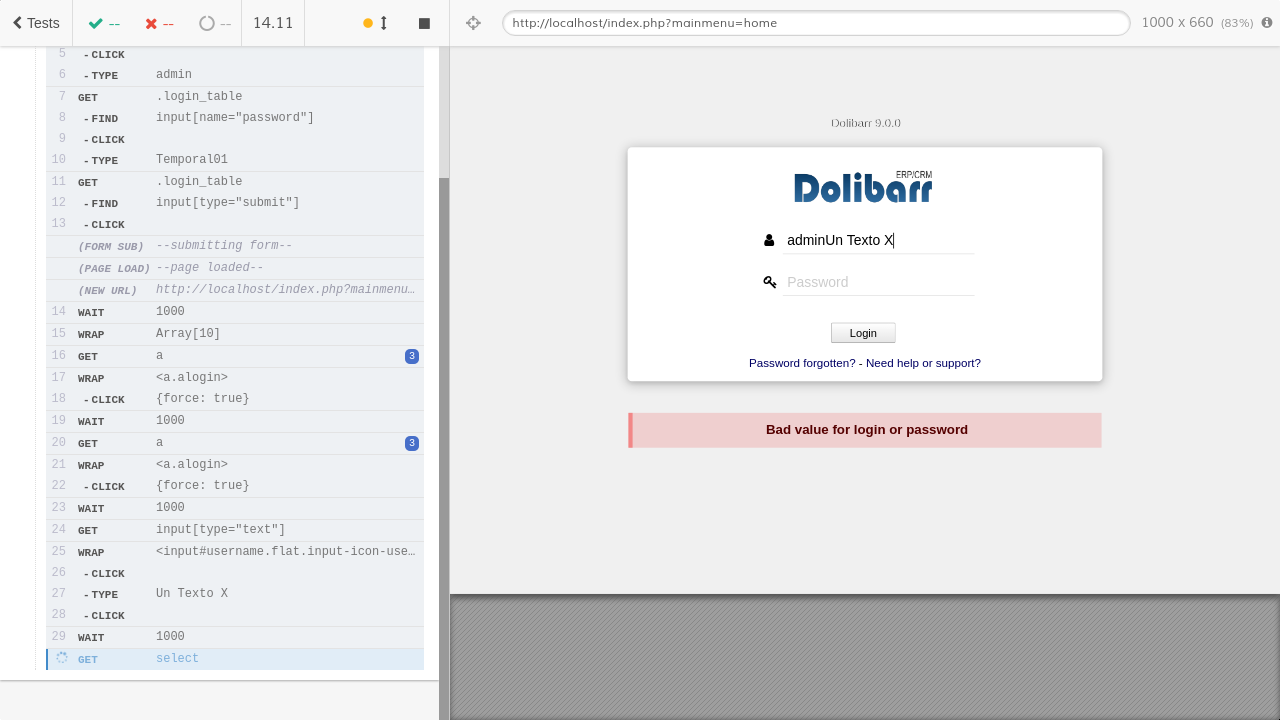 Tests -- -- -- 14.11
http://localhost/index.php?mainmenu=home 1000 x 660 (83%)
5 -CLICK
6 -TYPE admin
7 GET .login_table
8 -FIND input[name="password"]
9 -CLICK
10 -TYPE Temporal01
11 GET .login_table
12 -FIND input[type="submit"]
13 -CLICK
(FORM SUB) --submitting form--
(PAGE LOAD) --page loaded--
(NEW URL) http://localhost/index.php?mainmenu…
14 WAIT 1000
15 WRAP Array[10]
16 GET a 3
17 WRAP <a.alogin>
18 -CLICK {force: true}
19 WAIT 1000
20 GET a 3
21 WRAP <a.alogin>
22 -CLICK {force: true}
23 WAIT 1000
24 GET input[type="text"]
25 WRAP <input#username.flat.input-icon-use…
26 -CLICK
27 -TYPE Un Texto X
28 -CLICK
29 WAIT 1000
GET select
Dolibarr 9.0.0
Dolibarr ERP/CRM
adminUn Texto X
Password
Login
Password forgotten? - Need help or support?
Bad value for login or password